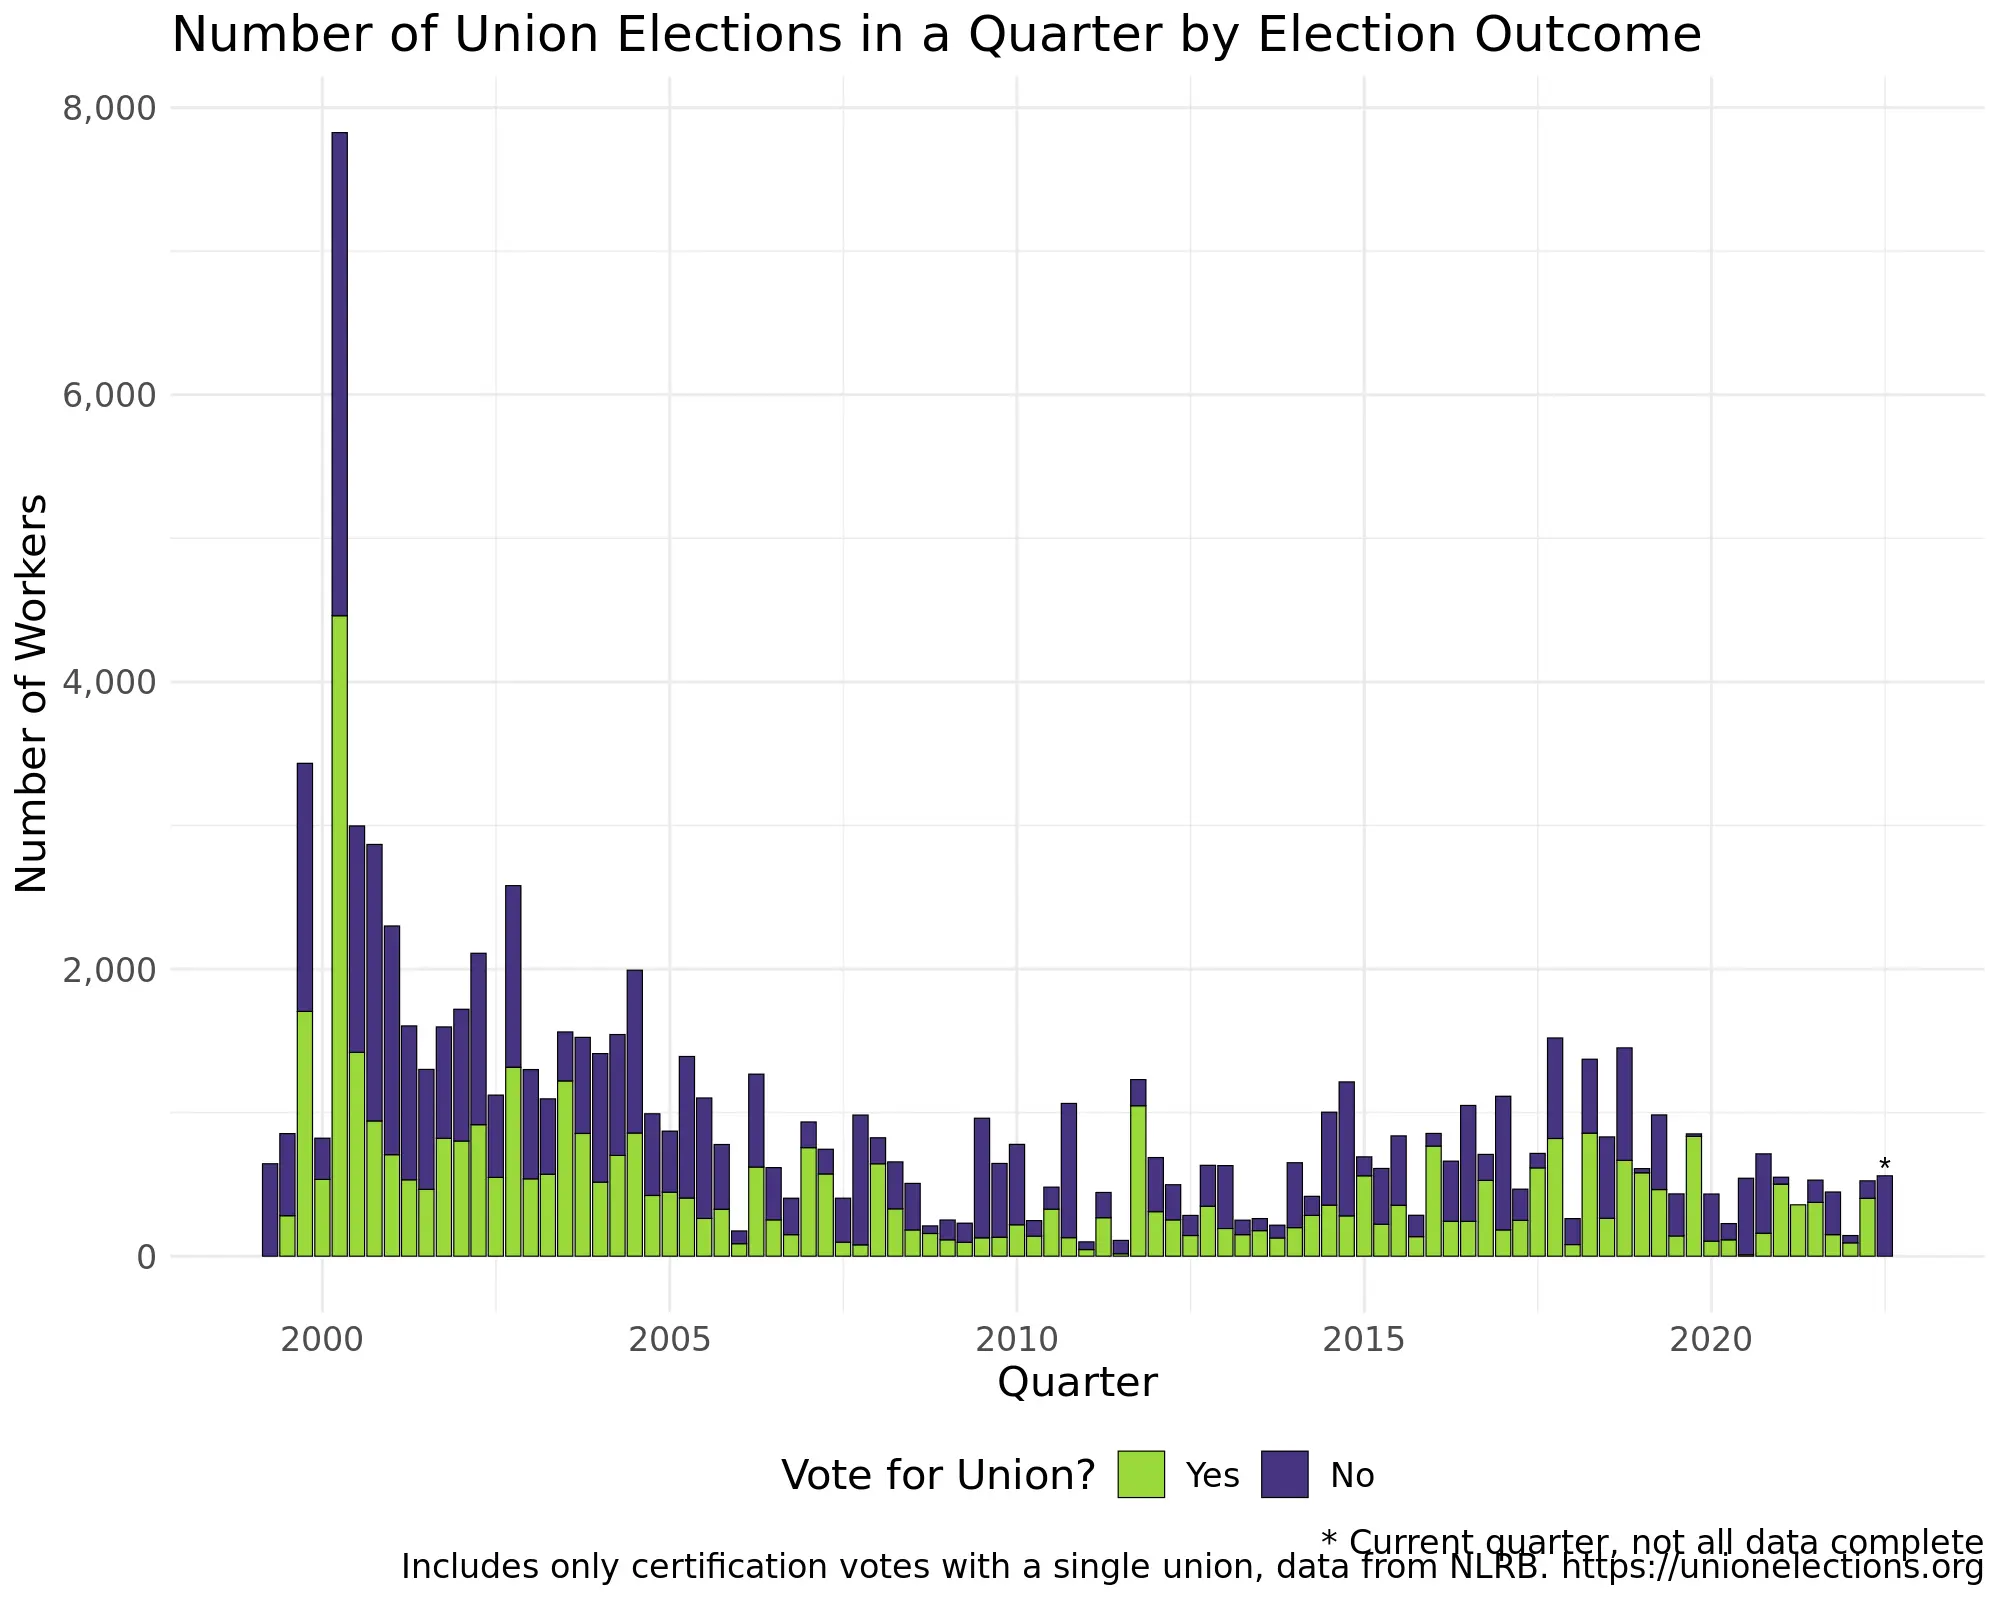 Number of Union Elections in a Quarter by Election Outcome
8,000
6,000
4,000
2,000
0
Number of Workers
*
2000 2005 2010 2015 2020
Quarter
Vote for Union? Yes No
* Current quarter, not all data complete
Includes only certification votes with a single union, data from NLRB. https://unionelections.org